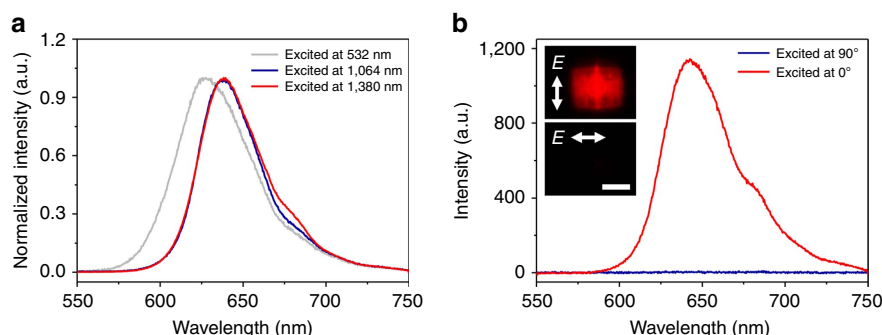 a
Normalized intensity (a.u.)
1.2
0.9
0.6
0.3
0.0
Excited at 532 nm
Excited at 1,064 nm
Excited at 1,380 nm
550 600 650 700 750
Wavelength (nm)
b
Intensity (a.u.)
1,200
800
400
0
E
E
Excited at 90°
Excited at 0°
550 600 650 700 750
Wavelength (nm)